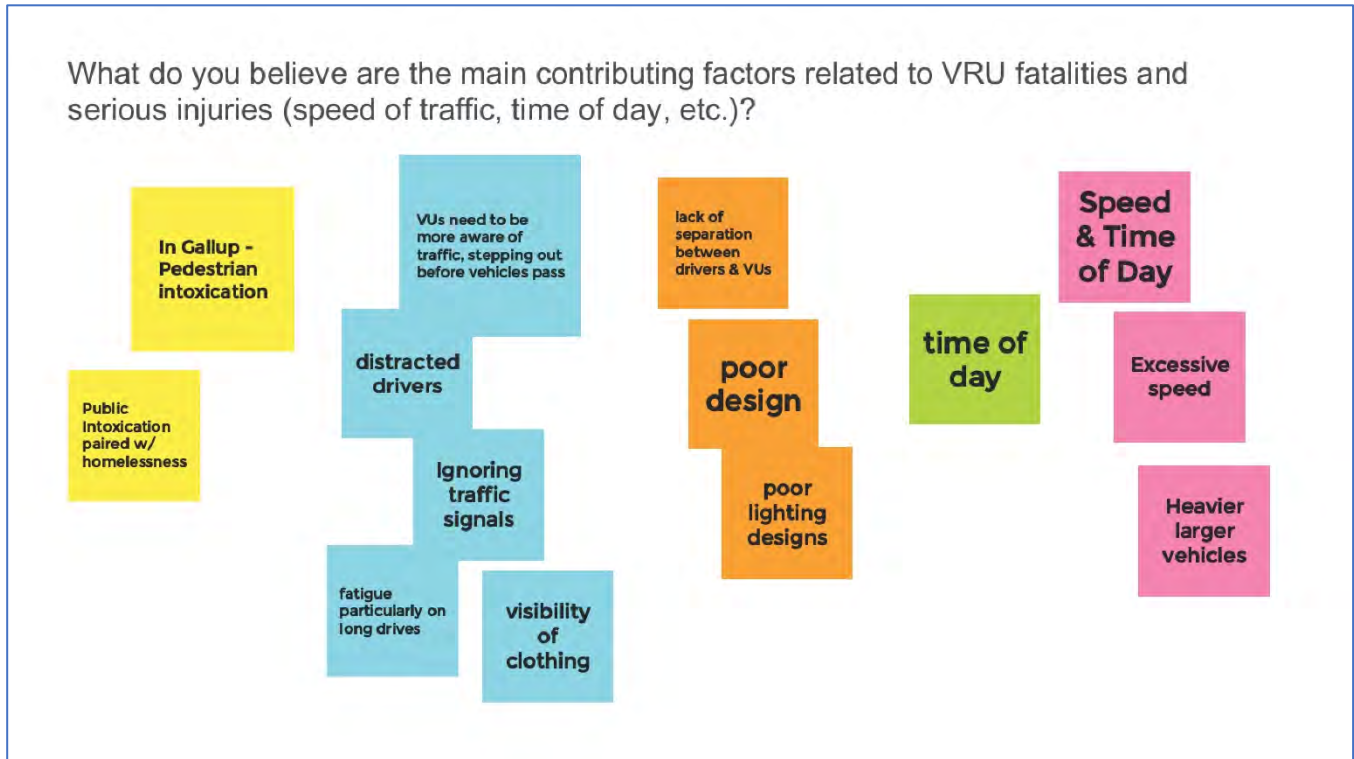 What do you believe are the main contributing factors related to VRU fatalities and
serious injuries (speed of traffic, time of day, etc.)?
In Gallup -
Pedestrian
intoxication
Public
Intoxication
paired w/
homelessness
VUs need to be
more aware of
traffic, stepping out
before vehicles pass
distracted
drivers
Ignoring
traffic
signals
fatigue
particularly on
long drives
visibility
of
clothing
lack of
separation
between
drivers & VUs
poor
design
poor
lighting
designs
time of
day
Speed
& Time
of Day
Excessive
speed
Heavier
larger
vehicles